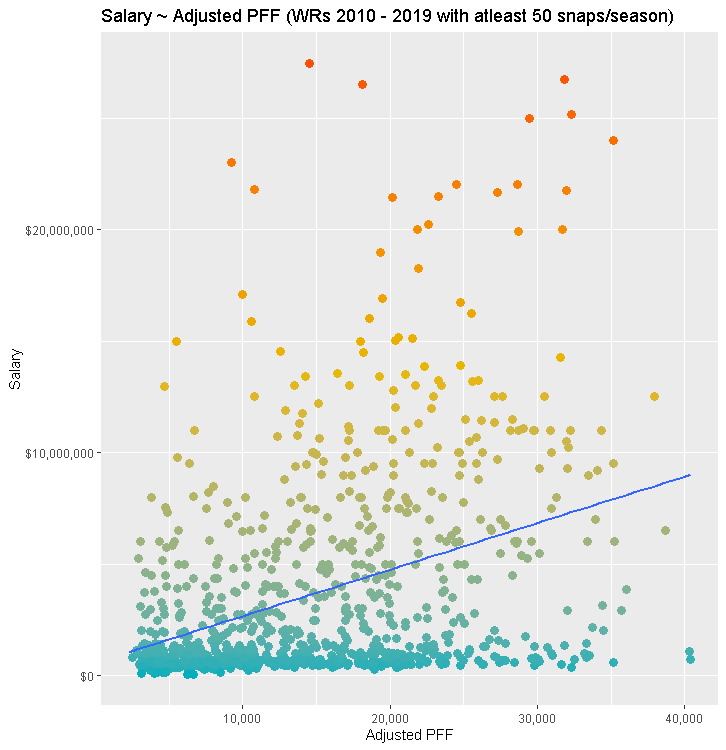 Salary ~ Adjusted PFF (WRs 2010 - 2019 with atleast 50 snaps/season)
Salary
$20,000,000
$10,000,000
$0
10,000
20,000
30,000
40,000
Adjusted PFF